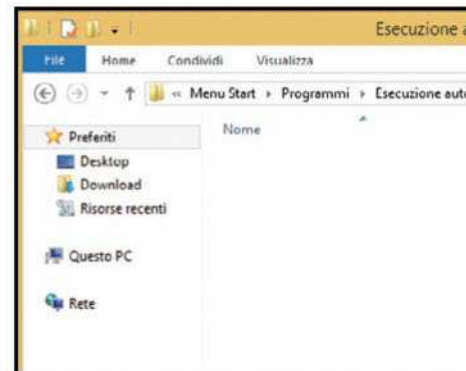 Esecuzione a
File Home Condividi Visualizza
« Menu Start ▸ Programmi ▸ Esecuzione auto
Preferiti
Nome
Desktop
Download
Risorse recenti
Questo PC
Rete